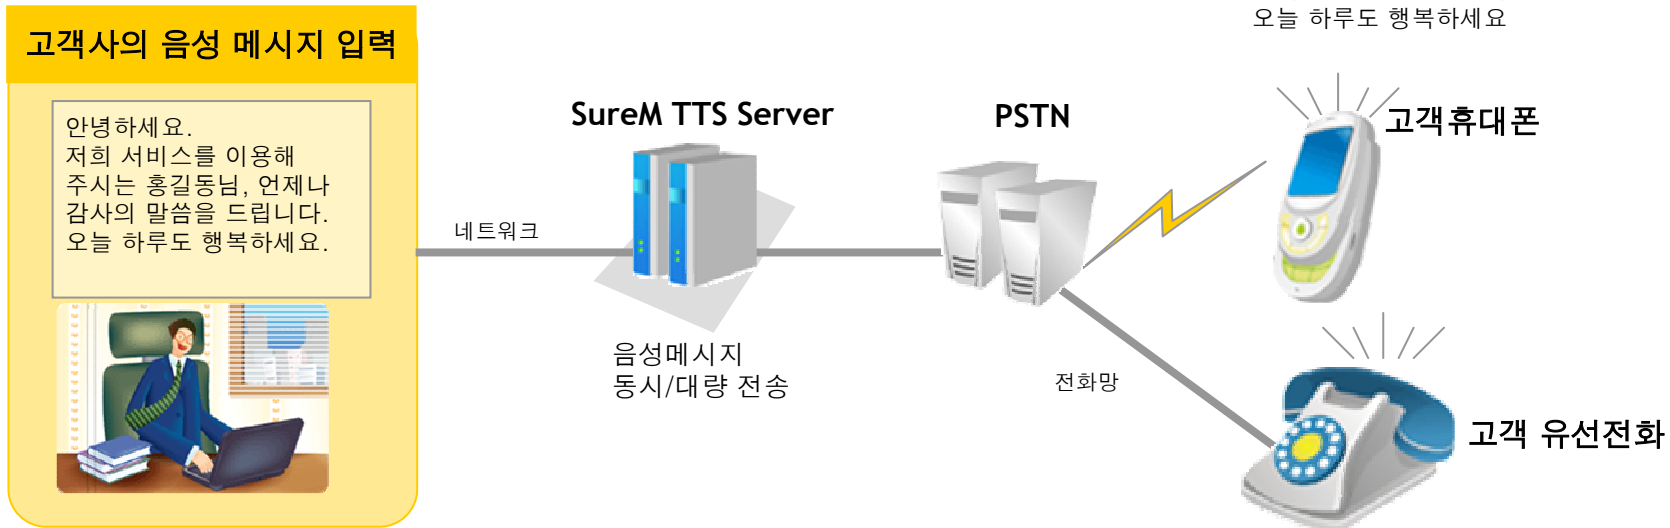 오늘 하루도 행복하세요
고객사의 음성 메시지 입력
안녕하세요.
저희 서비스를 이용해
주시는 홍길동님, 언제나
감사의 말씀을 드립니다.
오늘 하루도 행복하세요.
네트워크
SureM TTS Server
음성메시지
동시/대량 전송
PSTN
전화망
고객휴대폰
고객 유선전화